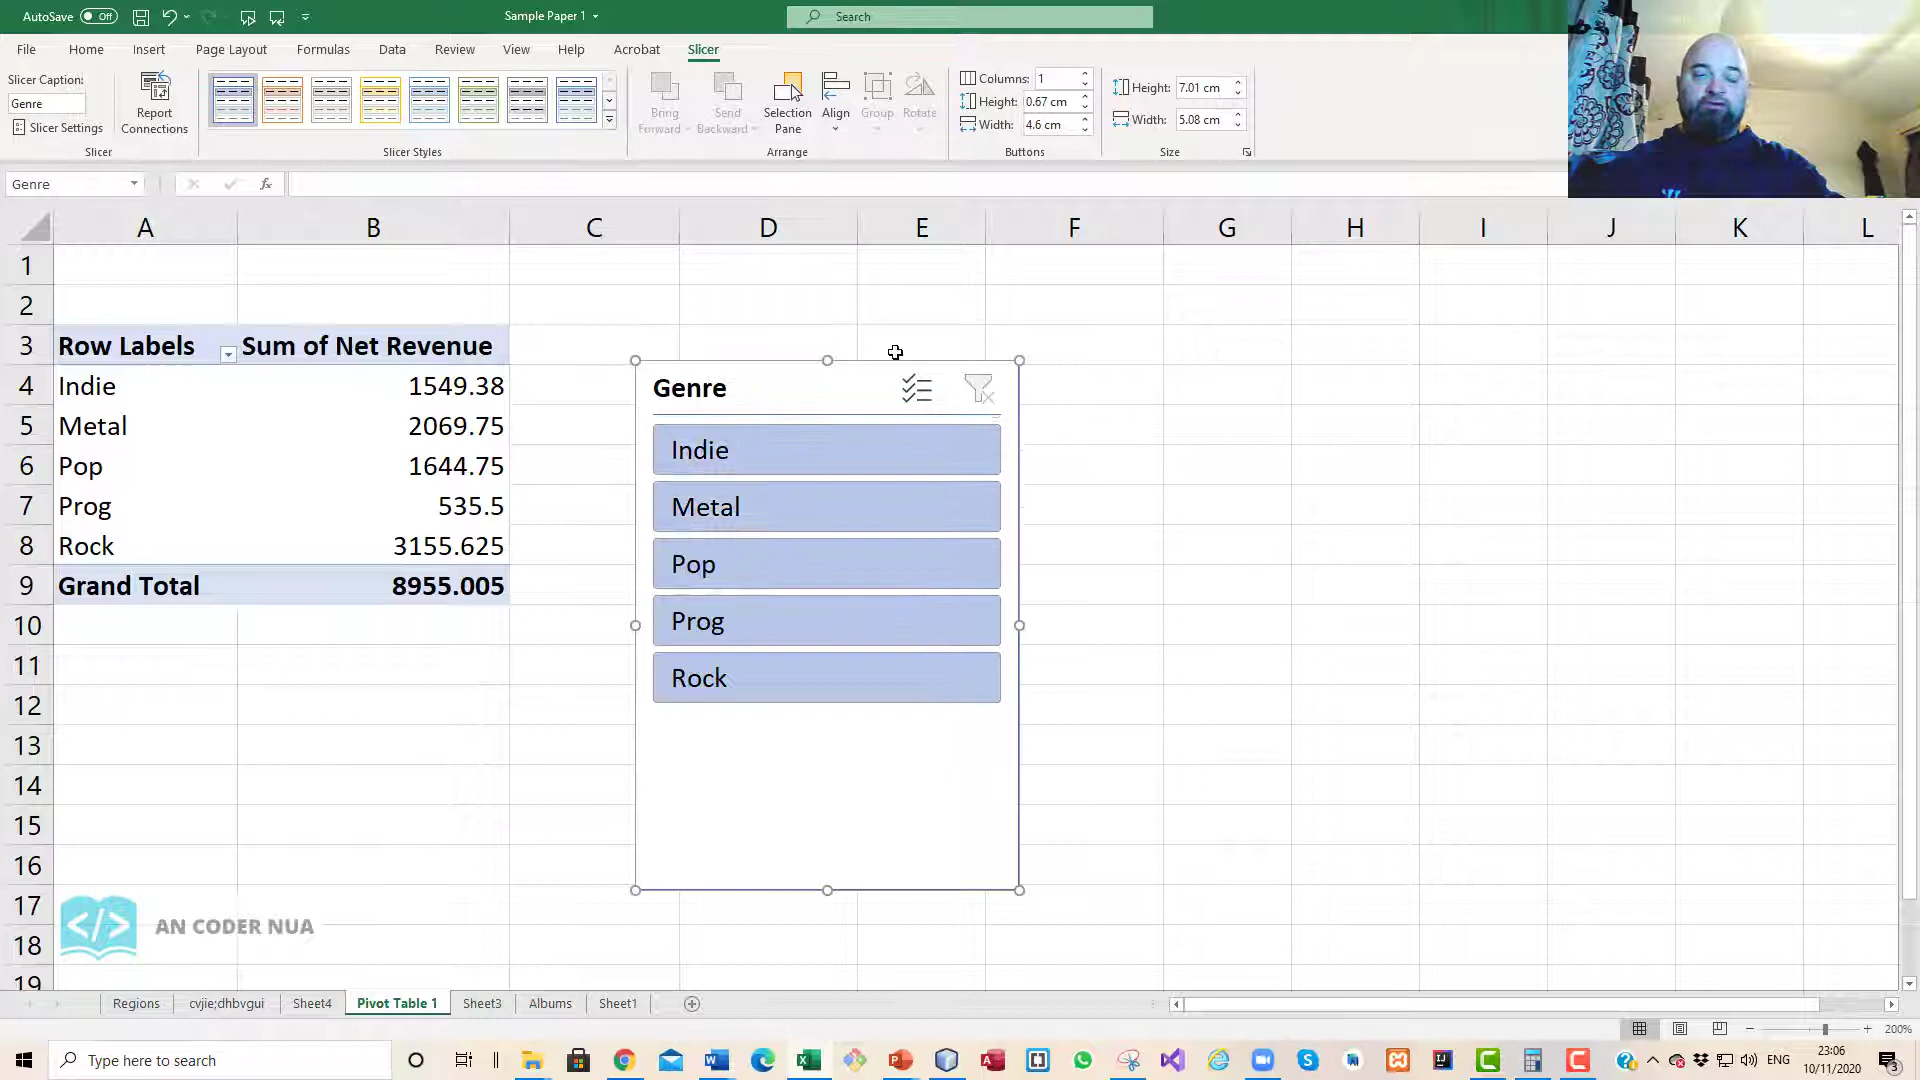 AutoSave Off Sample Paper 1 Search
File Home Insert Page Layout Formulas Data Review View Help Acrobat Slicer
Slicer Caption:
Genre
Slicer Settings
Report
Connections
Slicer
Slicer Styles
Bring
Forward
Send
Backward
Selection
Pane
Align
Group
Rotate
Arrange
Columns: 1
Height: 0.67 cm
Width: 4.6 cm
Buttons
Height: 7.01 cm
Width: 5.08 cm
Size
Genre fx
A B C D E F G H I J K L
1
2
3 Row Labels Sum of Net Revenue
4 Indie 1549.38
5 Metal 2069.75
6 Pop 1644.75
7 Prog 535.5
8 Rock 3155.625
9 Grand Total 8955.005
10
11
12
13
14
15
16
17
18
19
Genre
Indie
Metal
Pop
Prog
Rock
</> AN CODER NUA
Regions cvjie;dhbvgui Sheet4 Pivot Table 1 Sheet3 Albums Sheet1
200%
Type here to search
ENG
23:06
10/11/2020
3